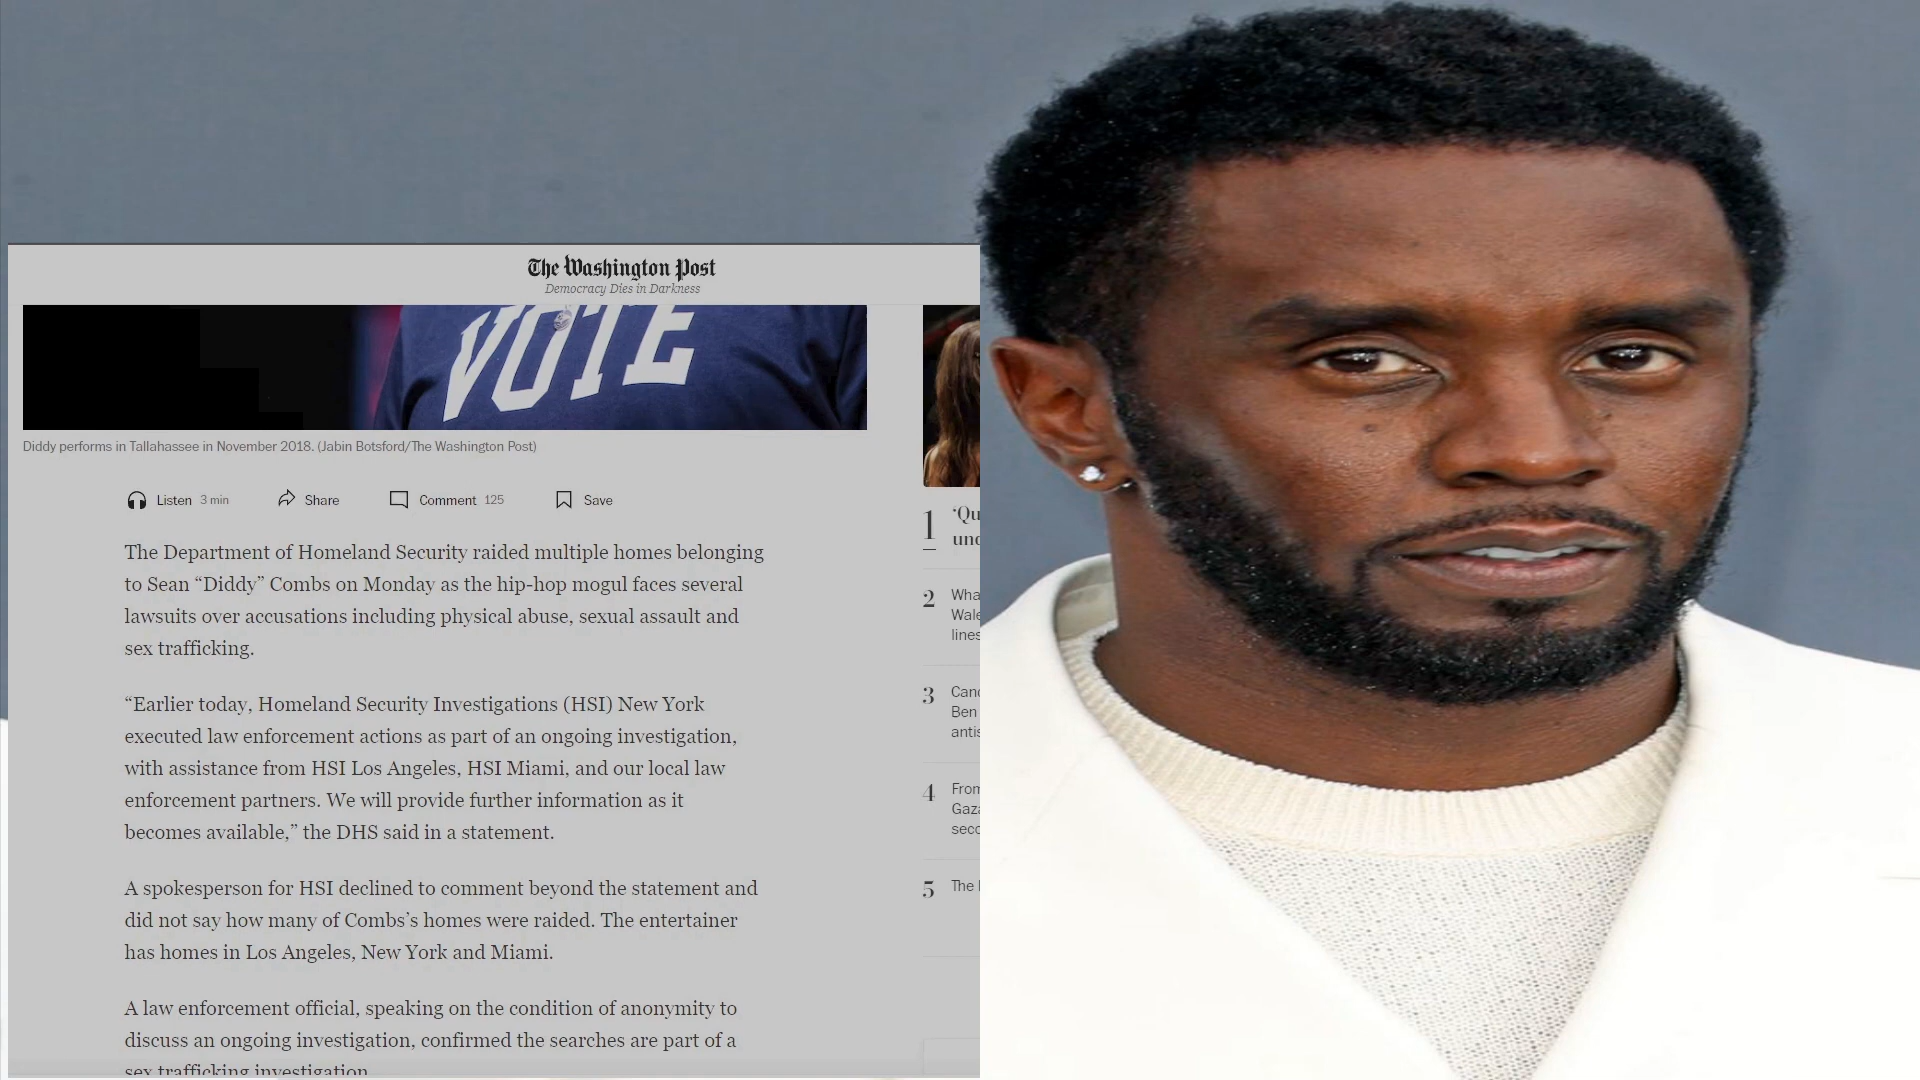 The Washington Post
Democracy Dies in Darkness
VOTE
Diddy performs in Tallahassee in November 2018. (Jabin Botsford/The Washington Post)
Listen 3 min Share Comment 125 Save
The Department of Homeland Security raided multiple homes belonging
to Sean “Diddy” Combs on Monday as the hip-hop mogul faces several
lawsuits over accusations including physical abuse, sexual assault and
sex trafficking.
“Earlier today, Homeland Security Investigations (HSI) New York
executed law enforcement actions as part of an ongoing investigation,
with assistance from HSI Los Angeles, HSI Miami, and our local law
enforcement partners. We will provide further information as it
becomes available,” the DHS said in a statement.
A spokesperson for HSI declined to comment beyond the statement and
did not say how many of Combs’s homes were raided. The entertainer
has homes in Los Angeles, New York and Miami.
A law enforcement official, speaking on the condition of anonymity to
discuss an ongoing investigation, confirmed the searches are part of a
sex trafficking investigation
1
2
lines
3
Ben
4
From
5
The